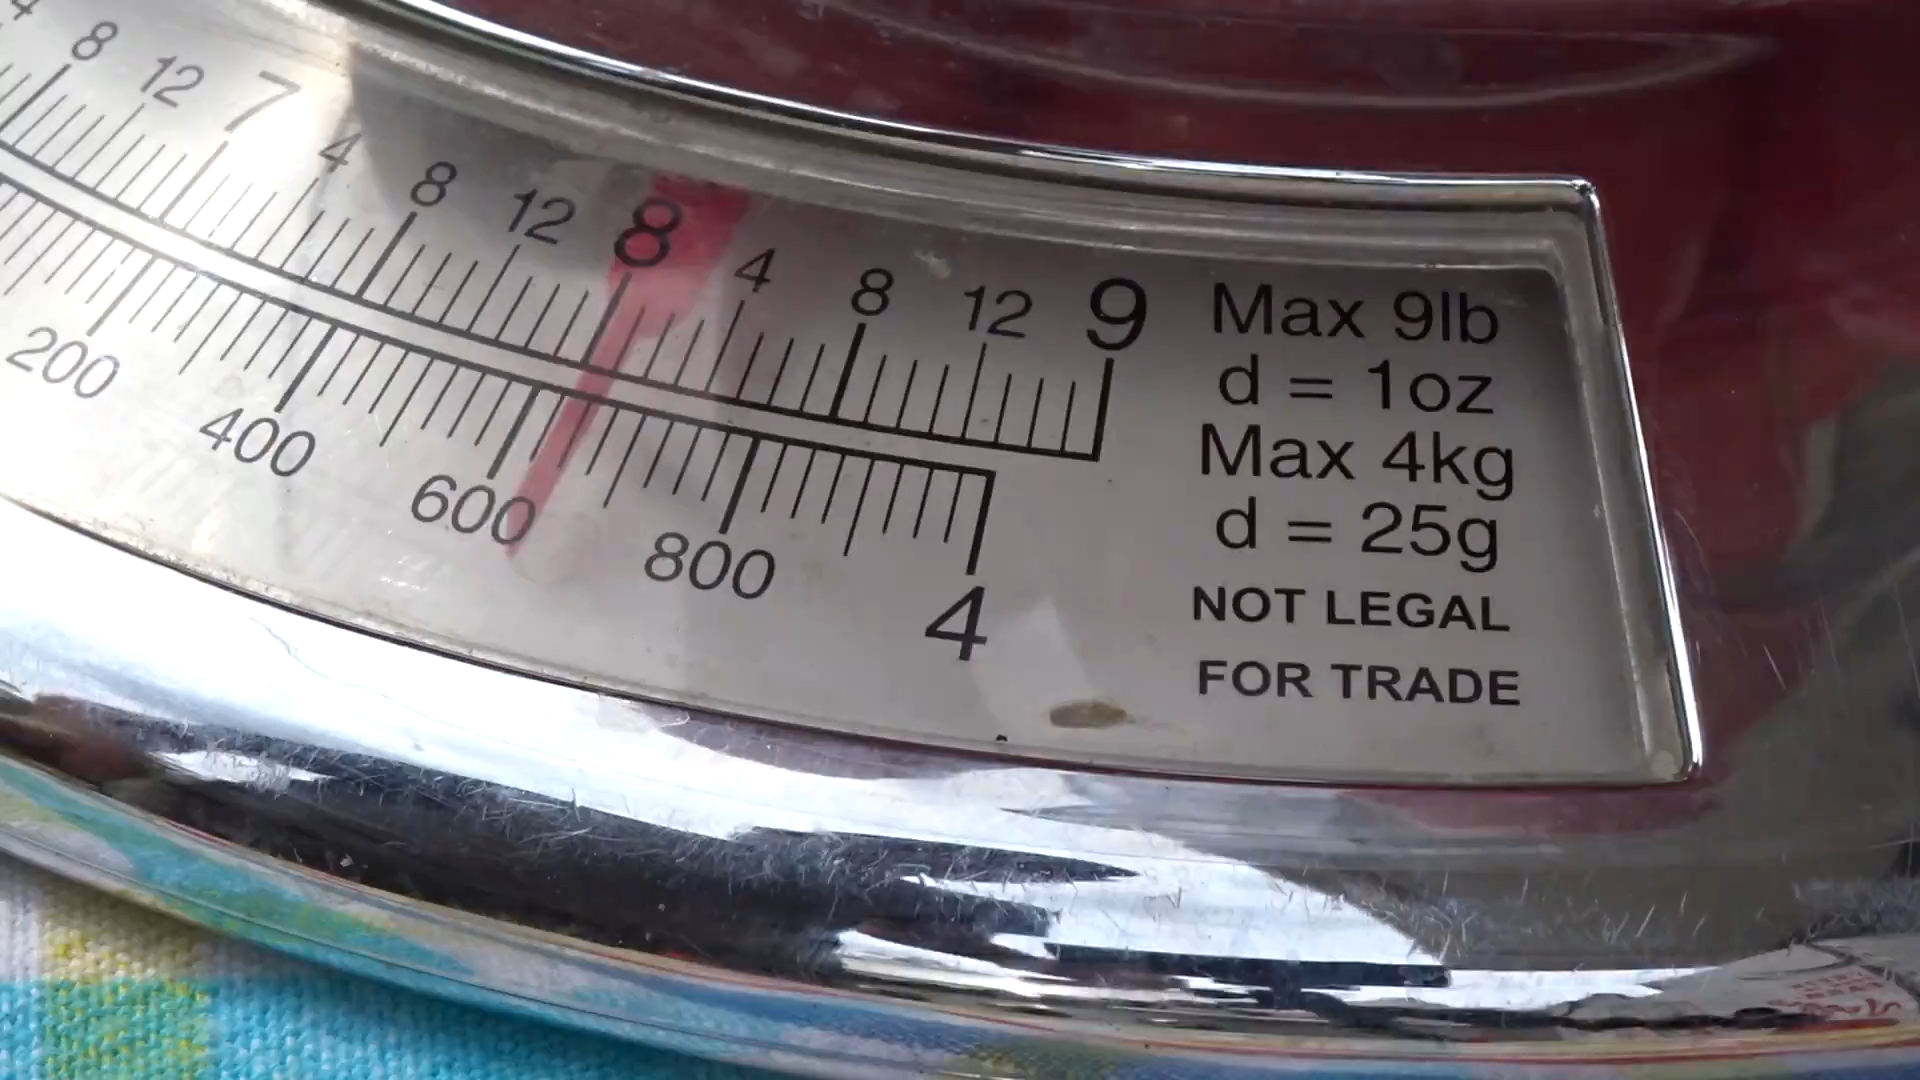 4 8 12 7 4 8 12 8 4 8 12 9
200 400 600 800 4
Max 9lb
d = 1oz
Max 4kg
d = 25g
NOT LEGAL
FOR TRADE